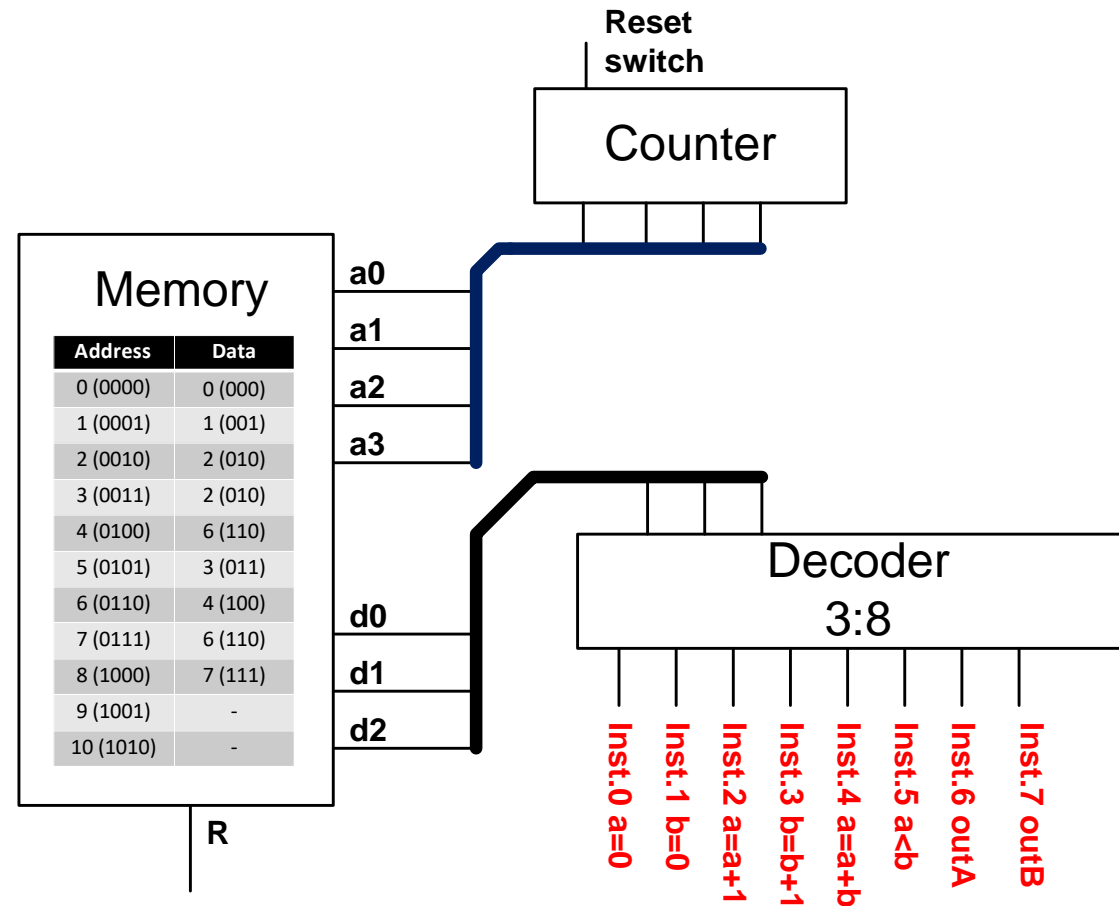 Reset
switch
Counter
Memory
a0
a1
a2
a3
Address Data
0 (0000) 0 (000)
1 (0001) 1 (001)
2 (0010) 2 (010)
3 (0011) 2 (010)
4 (0100) 6 (110)
5 (0101) 3 (011)
6 (0110) 4 (100)
7 (0111) 6 (110)
8 (1000) 7 (111)
9 (1001) -
10 (1010) -
d0
d1
d2
R
Decoder
3:8
Inst.0 a=0
Inst.1 b=0
Inst.2 a=a+1
Inst.3 b=b+1
Inst.4 a=a+b
Inst.5 a<b
Inst.6 outA
Inst.7 outB